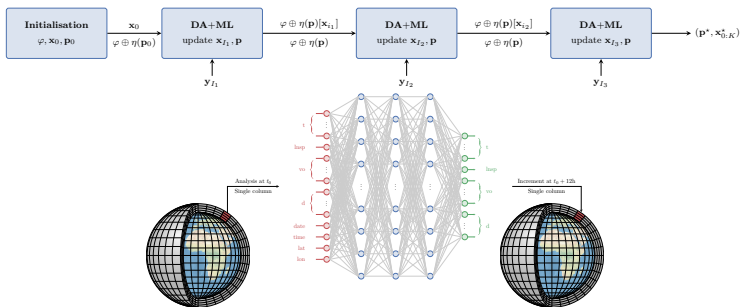 Initialisation
φ, x₀, p₀
x₀
φ ⊕ η(p₀)
DA+ML
update x_{I₁}, p
y_{I₁}
φ ⊕ η(p)[x_{i₁}]
φ ⊕ η(p)
DA+ML
update x_{I₂}, p
y_{I₂}
φ ⊕ η(p)[x_{i₂}]
φ ⊕ η(p)
DA+ML
update x_{I₃}, p
y_{I₃}
(p*, x*_{0:K})
Analysis at t₀
Single column
t
lnsp
vo
d
date
time
lat
lon
t
lnsp
vo
d
Increment at t₀ + 12h
Single column